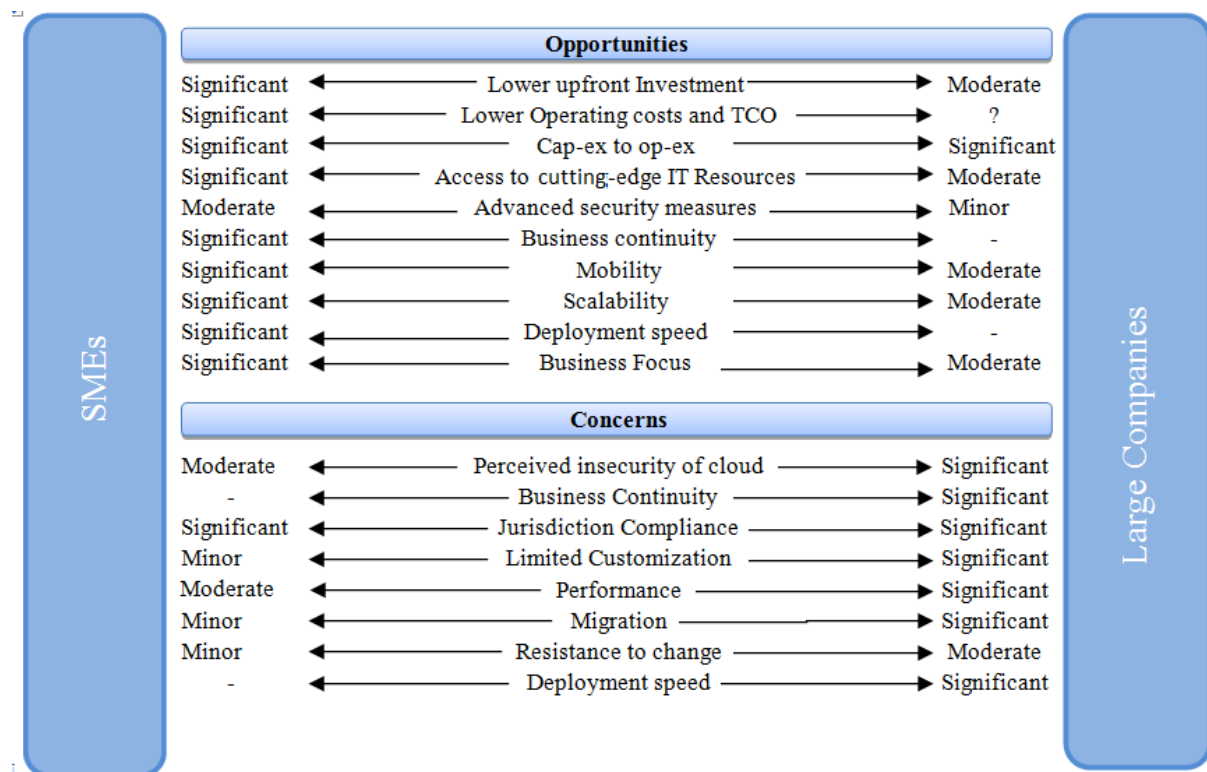 Opportunities
Significant Lower upfront Investment Moderate
Significant Lower Operating costs and TCO ?
Significant Cap-ex to op-ex Significant
Significant Access to cutting-edge IT Resources Moderate
Moderate Advanced security measures Minor
Significant Business continuity -
Significant Mobility Moderate
Significant Scalability Moderate
Significant Deployment speed -
Significant Business Focus Moderate
SMEs
Large Companies
Concerns
Moderate Perceived insecurity of cloud Significant
- Business Continuity Significant
Significant Jurisdiction Compliance Significant
Minor Limited Customization Significant
Moderate Performance Significant
Minor Migration Significant
Minor Resistance to change Moderate
- Deployment speed Significant